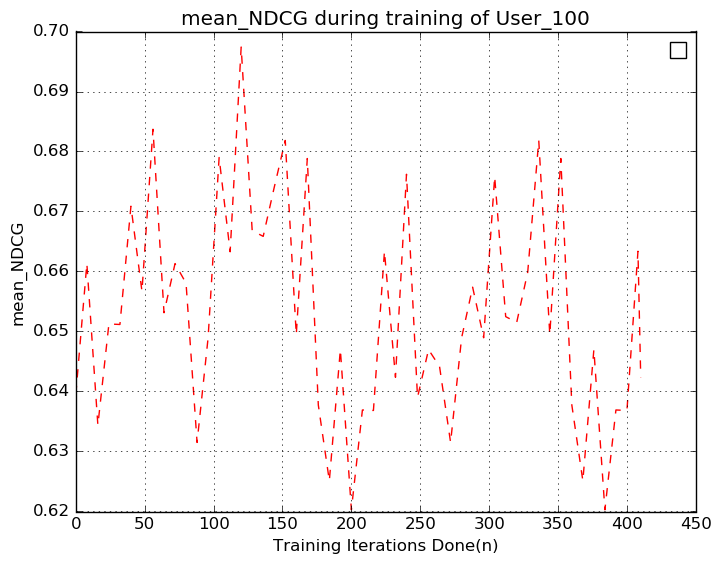 mean_NDCG during training of User_100
mean_NDCG
0.70
0.69
0.68
0.67
0.66
0.65
0.64
0.63
0.62
0 50 100 150 200 250 300 350 400 450
Training Iterations Done(n)